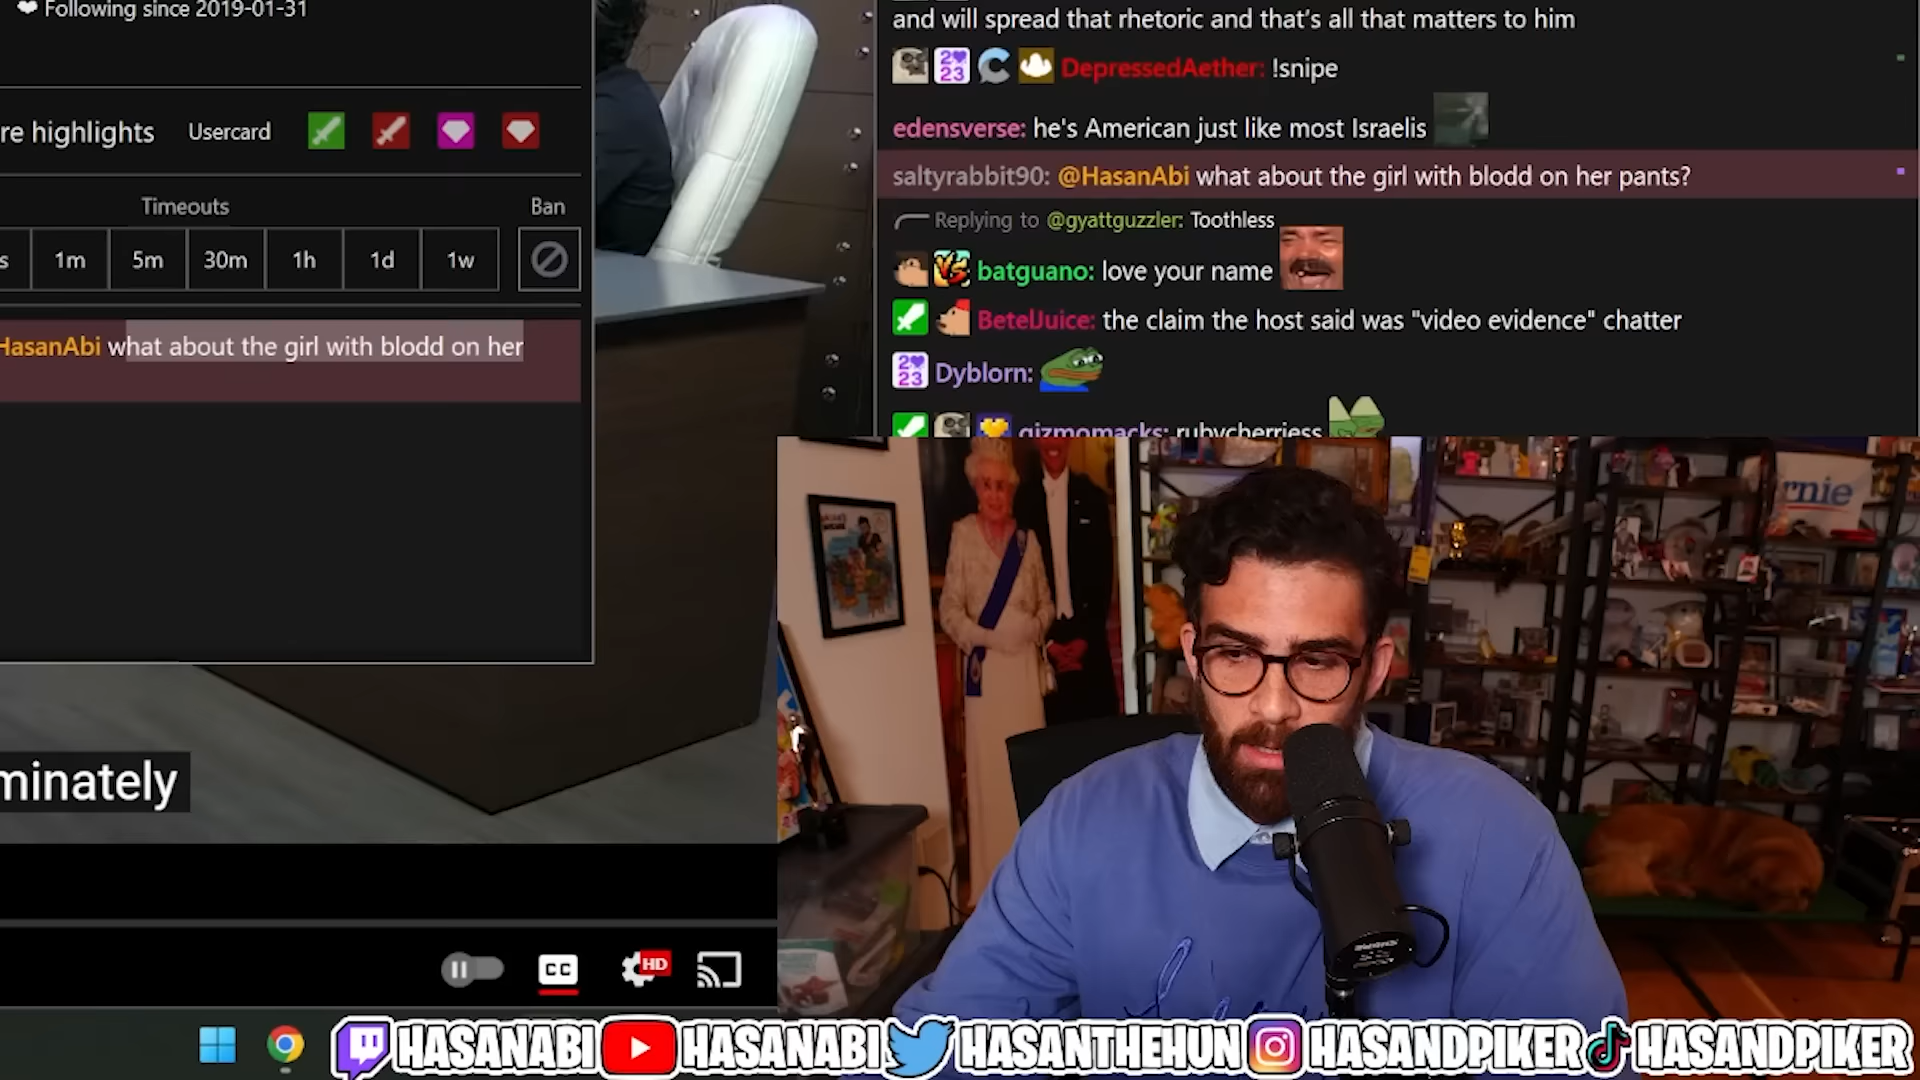 Following since 2019-01-31
re highlights Usercard
Timeouts Ban
s 1m 5m 30m 1h 1d 1w
HasanAbi what about the girl with blodd on her
minately
CC
HD
and will spread that rhetoric and that's all that matters to him
DepressedAether: !snipe
edensverse: he's American just like most Israelis
saltyrabbit90: @HasanAbi what about the girl with blodd on her pants?
Replying to @gyattguzzler: Toothless
batguano: love your name
BetelJuice: the claim the host said was "video evidence" chatter
Dyblorn:
gizmomacks: rubycherriess
rnie
HASANABI HASANABI HASANTHEHUN HASANDPIKER HASANDPIKER